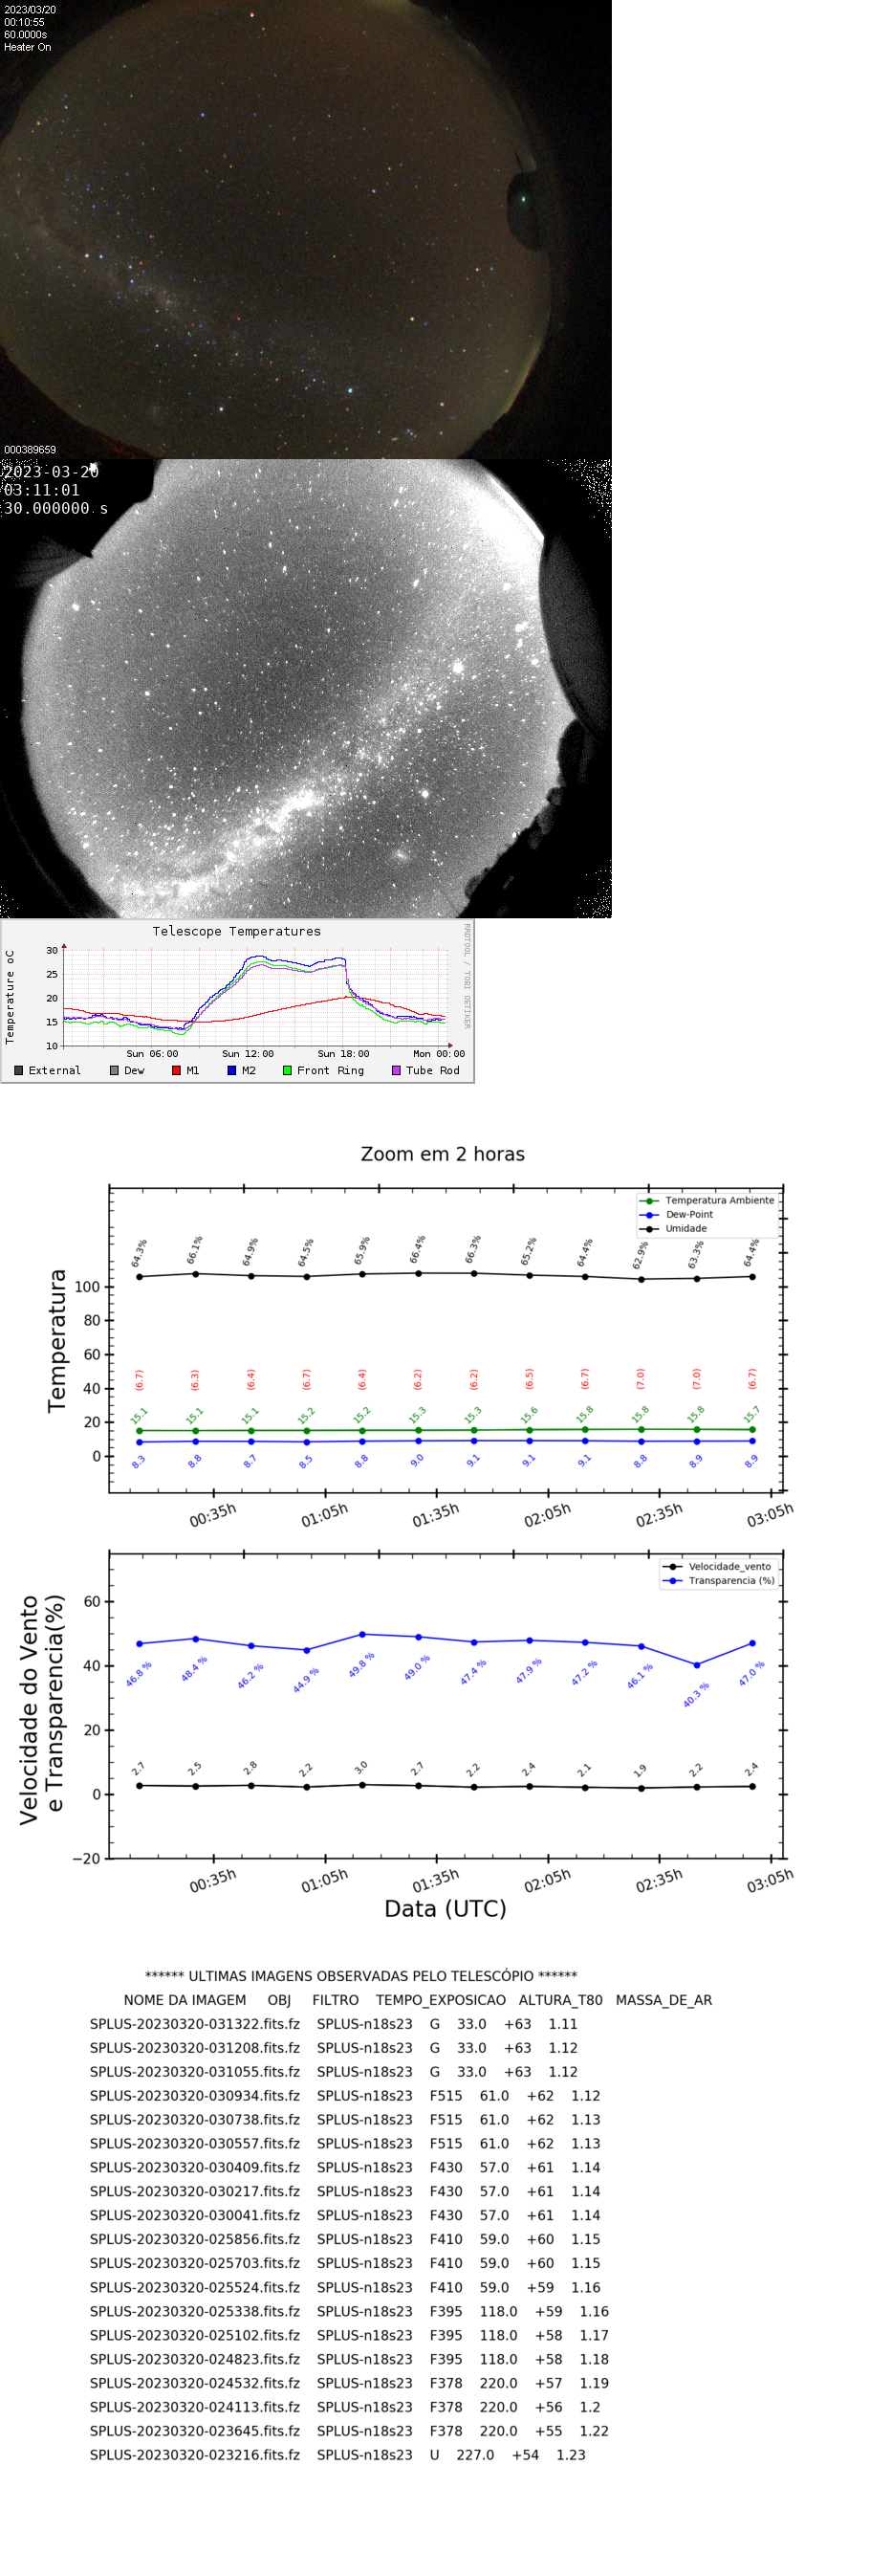 2023/03/20
00:10:55
60.0000s
Heater On
000389659
2023-03-20
03:11:01
30.000000 s
Telescope Temperatures
RRDTOOL / TOBI OETIKER
Temperature oC
30
25
20
15
10
Sun 06:00 Sun 12:00 Sun 18:00 Mon 00:00
External Dew M1 M2 Front Ring Tube Rod
Zoom em 2 horas
Temperatura Ambiente
Dew-Point
Umidade
64.3% 66.1% 64.9% 64.5% 65.9% 66.4% 66.3% 65.2% 64.4% 62.9% 63.3% 64.4%
Temperatura
100
80
60
40
20
0
(6.7) (6.3) (6.4) (6.7) (6.4) (6.2) (6.2) (6.5) (6.7) (7.0) (7.0) (6.7)
15.1 15.1 15.1 15.2 15.2 15.3 15.3 15.6 15.8 15.8 15.8 15.7
8.3 8.8 8.7 8.5 8.8 9.0 9.1 9.1 9.1 8.8 8.9 8.9
00:35h 01:05h 01:35h 02:05h 02:35h 03:05h
Velocidade_vento
Transparencia (%)
Velocidade do Vento
e Transparencia(%)
60
40
20
0
−20
46.8 % 48.4 % 46.2 % 44.9 % 49.8 % 49.0 % 47.4 % 47.9 % 47.2 % 46.1 % 40.3 % 47.0 %
2.7 2.5 2.8 2.2 3.0 2.7 2.2 2.4 2.1 1.9 2.2 2.4
00:35h 01:05h 01:35h 02:05h 02:35h 03:05h
Data (UTC)
****** ULTIMAS IMAGENS OBSERVADAS PELO TELESCÓPIO ******
NOME DA IMAGEM OBJ FILTRO TEMPO_EXPOSICAO ALTURA_T80 MASSA_DE_AR
SPLUS-20230320-031322.fits.fz SPLUS-n18s23 G 33.0 +63 1.11
SPLUS-20230320-031208.fits.fz SPLUS-n18s23 G 33.0 +63 1.12
SPLUS-20230320-031055.fits.fz SPLUS-n18s23 G 33.0 +63 1.12
SPLUS-20230320-030934.fits.fz SPLUS-n18s23 F515 61.0 +62 1.12
SPLUS-20230320-030738.fits.fz SPLUS-n18s23 F515 61.0 +62 1.13
SPLUS-20230320-030557.fits.fz SPLUS-n18s23 F515 61.0 +62 1.13
SPLUS-20230320-030409.fits.fz SPLUS-n18s23 F430 57.0 +61 1.14
SPLUS-20230320-030217.fits.fz SPLUS-n18s23 F430 57.0 +61 1.14
SPLUS-20230320-030041.fits.fz SPLUS-n18s23 F430 57.0 +61 1.14
SPLUS-20230320-025856.fits.fz SPLUS-n18s23 F410 59.0 +60 1.15
SPLUS-20230320-025703.fits.fz SPLUS-n18s23 F410 59.0 +60 1.15
SPLUS-20230320-025524.fits.fz SPLUS-n18s23 F410 59.0 +59 1.16
SPLUS-20230320-025338.fits.fz SPLUS-n18s23 F395 118.0 +59 1.16
SPLUS-20230320-025102.fits.fz SPLUS-n18s23 F395 118.0 +58 1.17
SPLUS-20230320-024823.fits.fz SPLUS-n18s23 F395 118.0 +58 1.18
SPLUS-20230320-024532.fits.fz SPLUS-n18s23 F378 220.0 +57 1.19
SPLUS-20230320-024113.fits.fz SPLUS-n18s23 F378 220.0 +56 1.2
SPLUS-20230320-023645.fits.fz SPLUS-n18s23 F378 220.0 +55 1.22
SPLUS-20230320-023216.fits.fz SPLUS-n18s23 U 227.0 +54 1.23